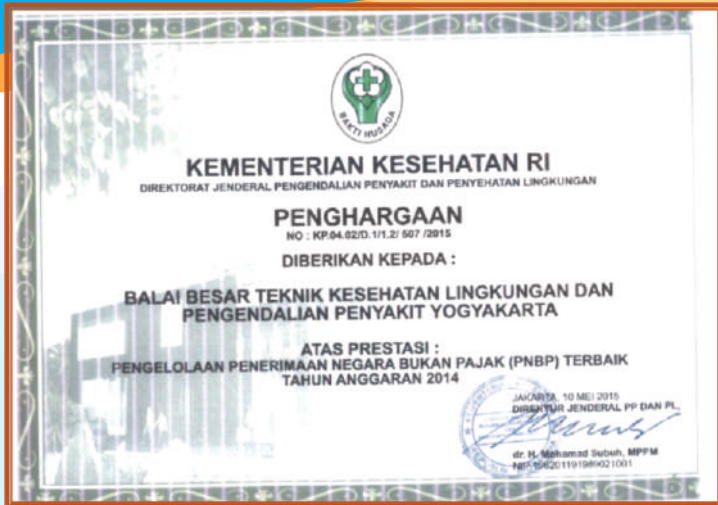 BAKTI HUSADA
KEMENTERIAN KESEHATAN RI
DIREKTORAT JENDERAL PENGENDALIAN PENYAKIT DAN PENYEHATAN LINGKUNGAN
PENGHARGAAN
NO : KP.04.02/D.1/1.2/ 507 /2015
DIBERIKAN KEPADA :
BALAI BESAR TEKNIK KESEHATAN LINGKUNGAN DAN
PENGENDALIAN PENYAKIT YOGYAKARTA
ATAS PRESTASI :
PENGELOLAAN PENERIMAAN NEGARA BUKAN PAJAK (PNBP) TERBAIK
TAHUN ANGGARAN 2014
JAKARTA, 10 MEI 2015
DIREKTUR JENDERAL PP DAN PL,
dr. H. Mohamad Subuh, MPPM